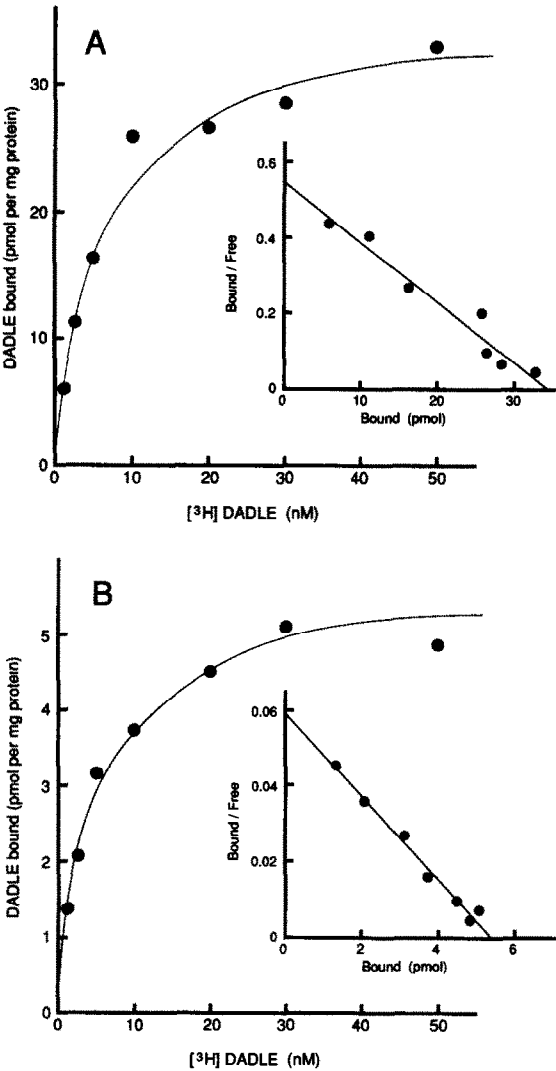 A
30
20
10
0
DADLE bound (pmol per mg protein)
0 10 20 30 40 50
[³H] DADLE (nM)
0.6
0.4
0.2
0
Bound / Free
0 10 20 30
Bound (pmol)
B
5
4
3
2
1
0
DADLE bound (pmol per mg protein)
0 10 20 30 40 50
[³H] DADLE (nM)
0.06
0.04
0.02
0
Bound / Free
0 2 4 6
Bound (pmol)